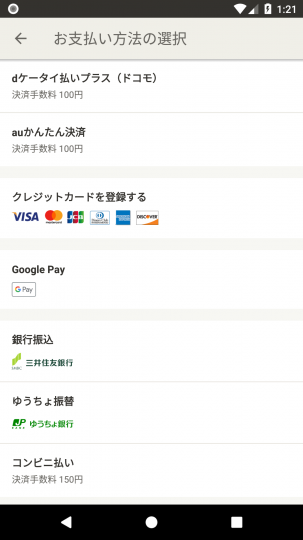 1:21
お支払い方法の選択
dケータイ払いプラス（ドコモ）
決済手数料 100円
auかんたん決済
決済手数料 100円
クレジットカードを登録する
VISA JCB DISCOVER
Google Pay
G Pay
銀行振込
三井住友銀行
ゆうちょ振替
JP ゆうちょ銀行
コンビニ払い
決済手数料 150円